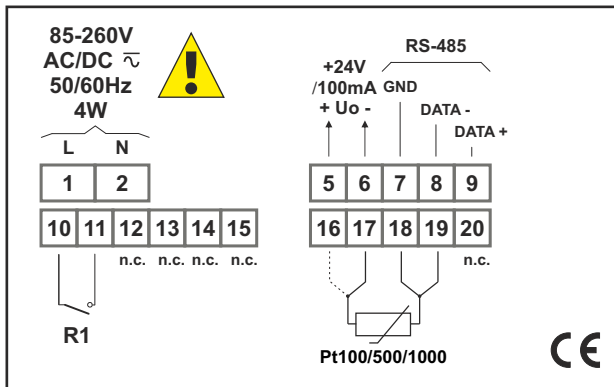 85-260V
AC/DC ⏦
50/60Hz
4W
L N
1 2
10 11 12 13 14 15
n.c. n.c. n.c. n.c.
R1
RS-485
+24V
/100mA
+ Uo -
GND
DATA -
DATA +
5 6 7 8 9
16 17 18 19 20
n.c.
Pt100/500/1000
CE